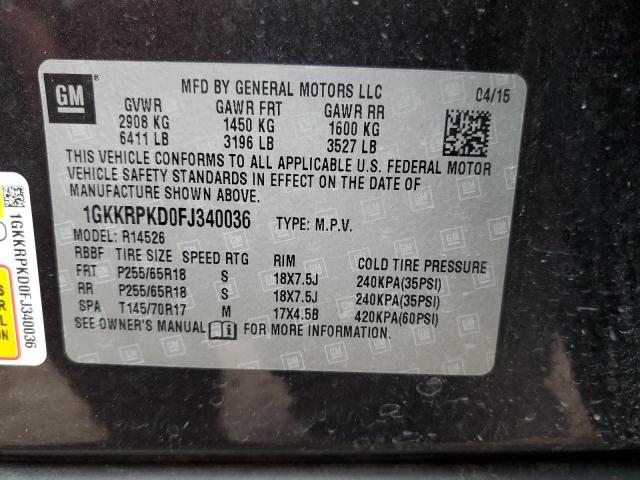 GM
MFD BY GENERAL MOTORS LLC
04/15
GVWR GAWR FRT GAWR RR
2908 KG 1450 KG 1600 KG
6411 LB 3196 LB 3527 LB
THIS VEHICLE CONFORMS TO ALL APPLICABLE U.S. FEDERAL MOTOR
VEHICLE SAFETY STANDARDS IN EFFECT ON THE DATE OF
MANUFACTURE SHOWN ABOVE.
1GKKRPKD0FJ340036 TYPE: M.P.V.
MODEL: R14526
RBBF TIRE SIZE SPEED RTG RIM COLD TIRE PRESSURE
FRT P255/65R18 S 18X7.5J 240KPA(35PSI)
RR P255/65R18 S 18X7.5J 240KPA(35PSI)
SPA T145/70R17 M 17X4.5B 420KPA(60PSI)
SEE OWNER'S MANUAL FOR MORE INFORMATION.
1GKKRPKD0FJ340036